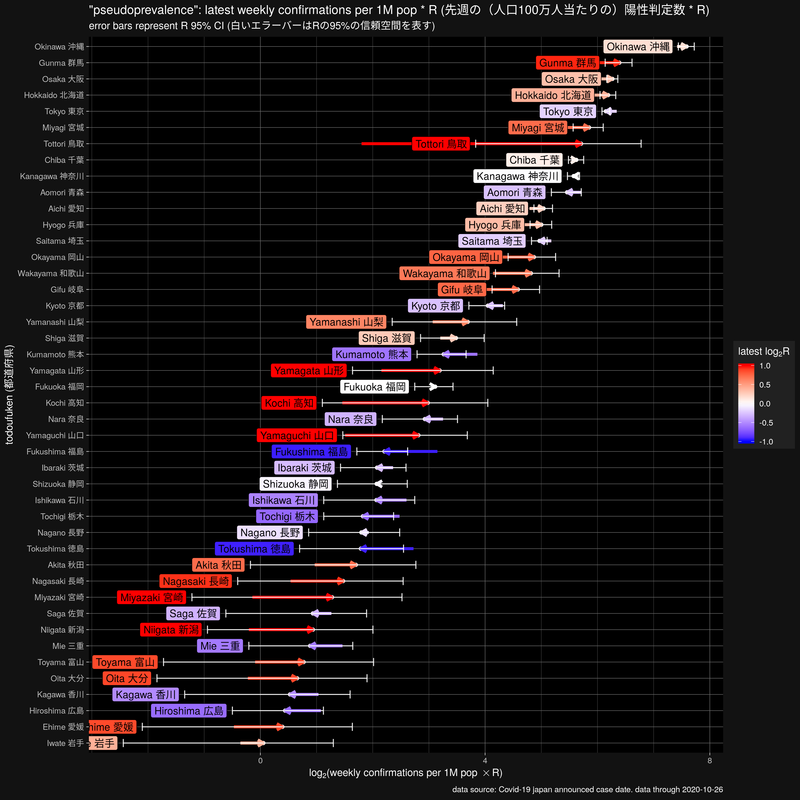 "pseudoprevalence": latest weekly confirmations per 1M pop * R (先週の（人口100万人当たりの）陽性判定数 * R)
error bars represent R 95% CI (白いエラーバーはRの95%の信頼空間を表す)
todoufuken (都道府県)
Okinawa 沖縄 Okinawa 沖縄
Gunma 群馬 Gunma 群馬
Osaka 大阪 Osaka 大阪
Hokkaido 北海道 Hokkaido 北海道
Tokyo 東京 Tokyo 東京
Miyagi 宮城 Miyagi 宮城
Tottori 鳥取 Tottori 鳥取
Chiba 千葉 Chiba 千葉
Kanagawa 神奈川 Kanagawa 神奈川
Aomori 青森 Aomori 青森
Aichi 愛知 Aichi 愛知
Hyogo 兵庫 Hyogo 兵庫
Saitama 埼玉 Saitama 埼玉
Okayama 岡山 Okayama 岡山
Wakayama 和歌山 Wakayama 和歌山
Gifu 岐阜 Gifu 岐阜
Kyoto 京都 Kyoto 京都
Yamanashi 山梨 Yamanashi 山梨
Shiga 滋賀 Shiga 滋賀
Kumamoto 熊本 Kumamoto 熊本
Yamagata 山形 Yamagata 山形
Fukuoka 福岡 Fukuoka 福岡
Kochi 高知 Kochi 高知
Nara 奈良 Nara 奈良
Yamaguchi 山口 Yamaguchi 山口
Fukushima 福島 Fukushima 福島
Ibaraki 茨城 Ibaraki 茨城
Shizuoka 静岡 Shizuoka 静岡
Ishikawa 石川 Ishikawa 石川
Tochigi 栃木 Tochigi 栃木
Nagano 長野 Nagano 長野
Tokushima 徳島 Tokushima 徳島
Akita 秋田 Akita 秋田
Nagasaki 長崎 Nagasaki 長崎
Miyazaki 宮崎 Miyazaki 宮崎
Saga 佐賀 Saga 佐賀
Niigata 新潟 Niigata 新潟
Mie 三重 Mie 三重
Toyama 富山 Toyama 富山
Oita 大分 Oita 大分
Kagawa 香川 Kagawa 香川
Hiroshima 広島 Hiroshima 広島
Ehime 愛媛 hime 愛媛
Iwate 岩手 岩手
0 4 8
log₂(weekly confirmations per 1M pop × R)
latest log₂R
1.0
0.5
0.0
-0.5
-1.0
data source: Covid-19 japan announced case date. data through 2020-10-26